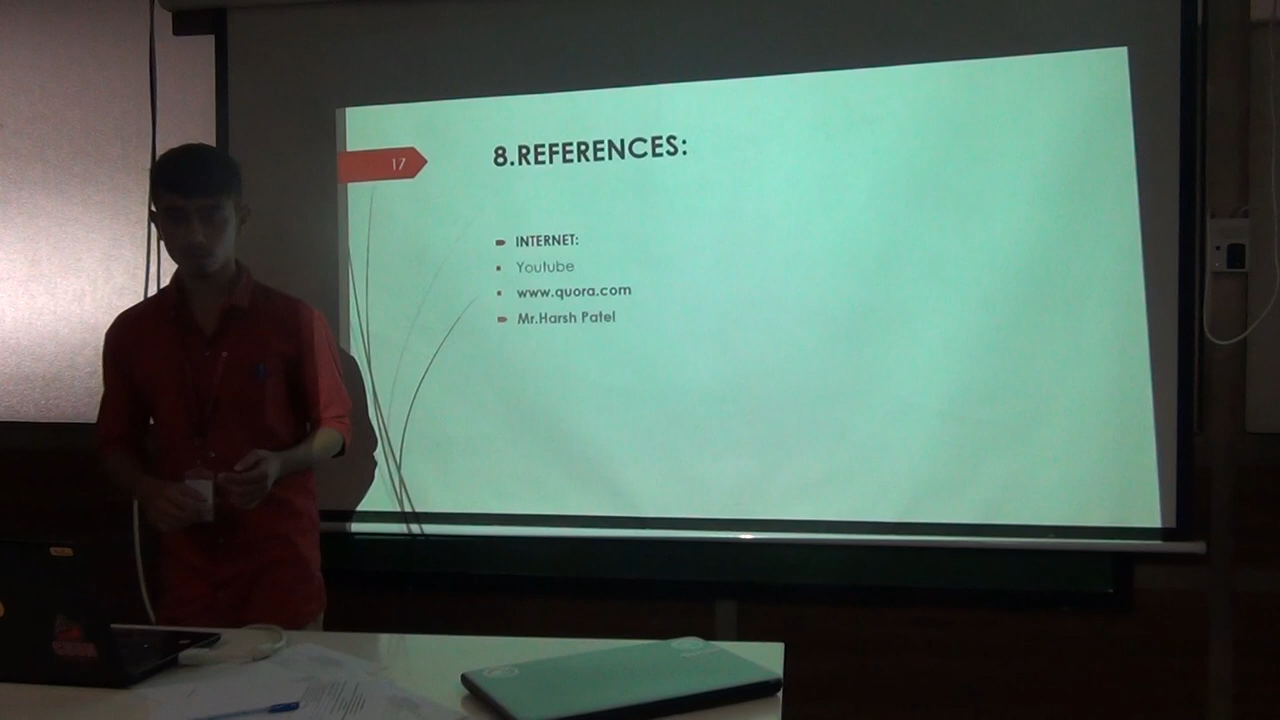 17
8.REFERENCES:
INTERNET:
Youtube
www.quora.com
Mr.Harsh Patel